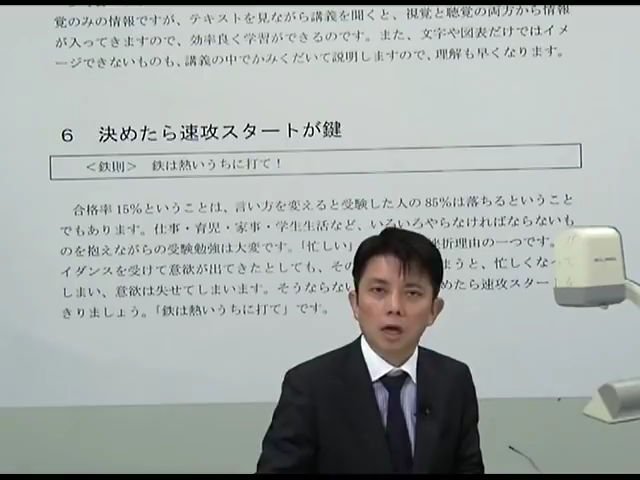 覚のみの情報ですが、テキストを見ながら講義を聞くと、視覚と聴覚の両方から情報
が入ってきますので、効率良く学習ができるのです。また、文字や図表だけではイメ
ージできないものも、講義の中でかみくだいて説明しますので、理解も早くなります。
6 決めたら速攻スタートが鍵
＜鉄則＞ 鉄は熱いうちに打て！
合格率15％ということは、言い方を変えると受験した人の85％は落ちるということ
でもあります。仕事・育児・家事・学生生活など、いろいろやらなければならないも
のを抱えながらの受験勉強は大変です。「忙しい」 挫折理由の一つです。
イダンスを受けて意欲が出てきたとしても、その まうと、忙しくなっ
しまい、意欲は失せてしまいます。そうならない めたら速攻スタート
きりましょう。「鉄は熱いうちに打て」です。